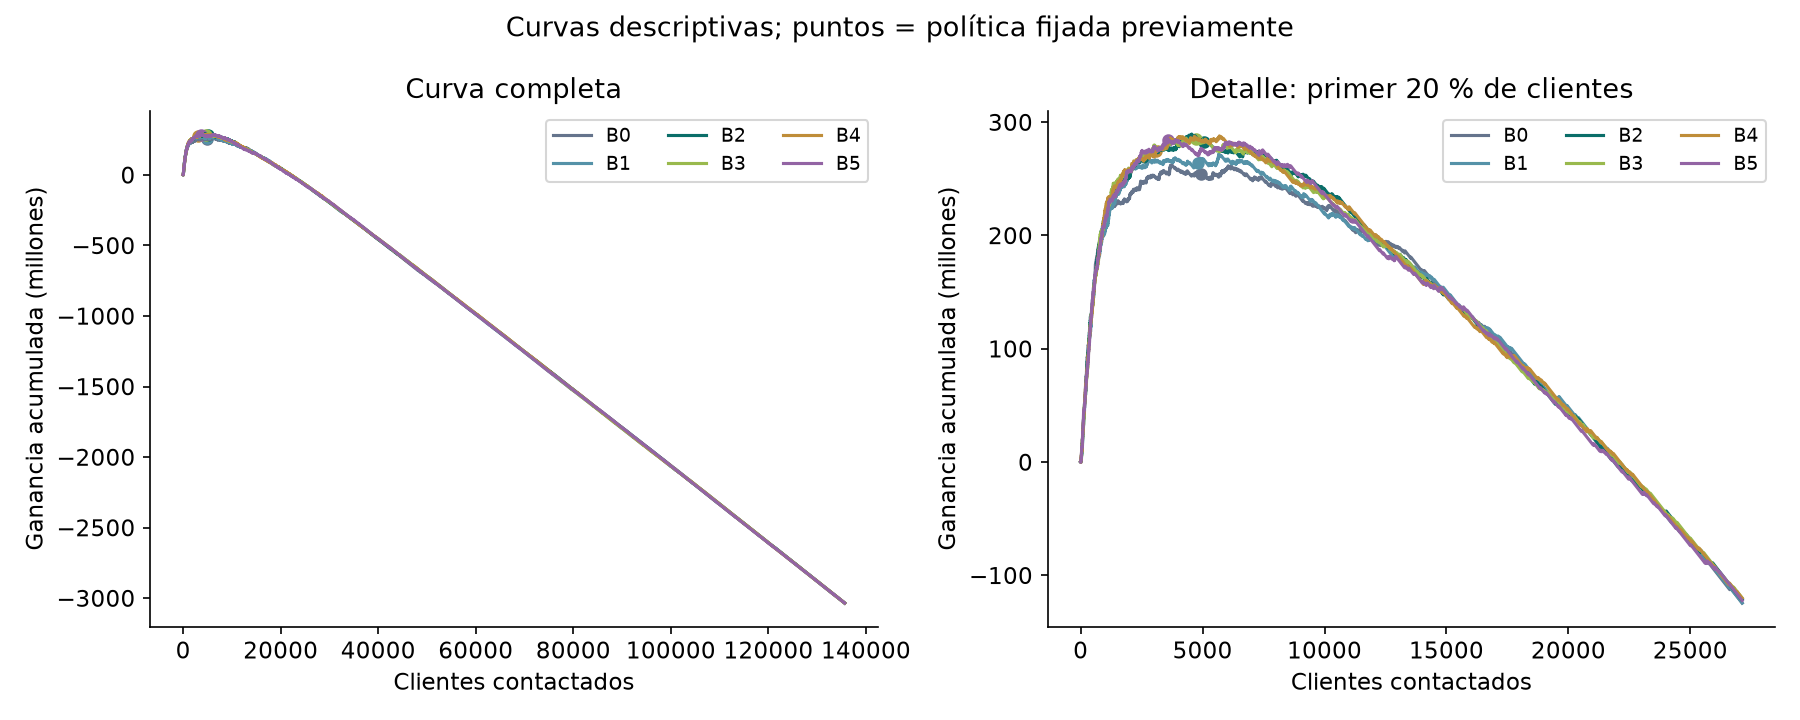 Curvas descriptivas; puntos = política fijada previamente
Curva completa
B0 B2 B4
B1 B3 B5
0
−500
−1000
−1500
−2000
−2500
−3000
Ganancia acumulada (millones)
0 20000 40000 60000 80000 100000 120000 140000
Clientes contactados
Detalle: primer 20 % de clientes
B0 B2 B4
B1 B3 B5
300
200
100
0
−100
Ganancia acumulada (millones)
0 5000 10000 15000 20000 25000
Clientes contactados